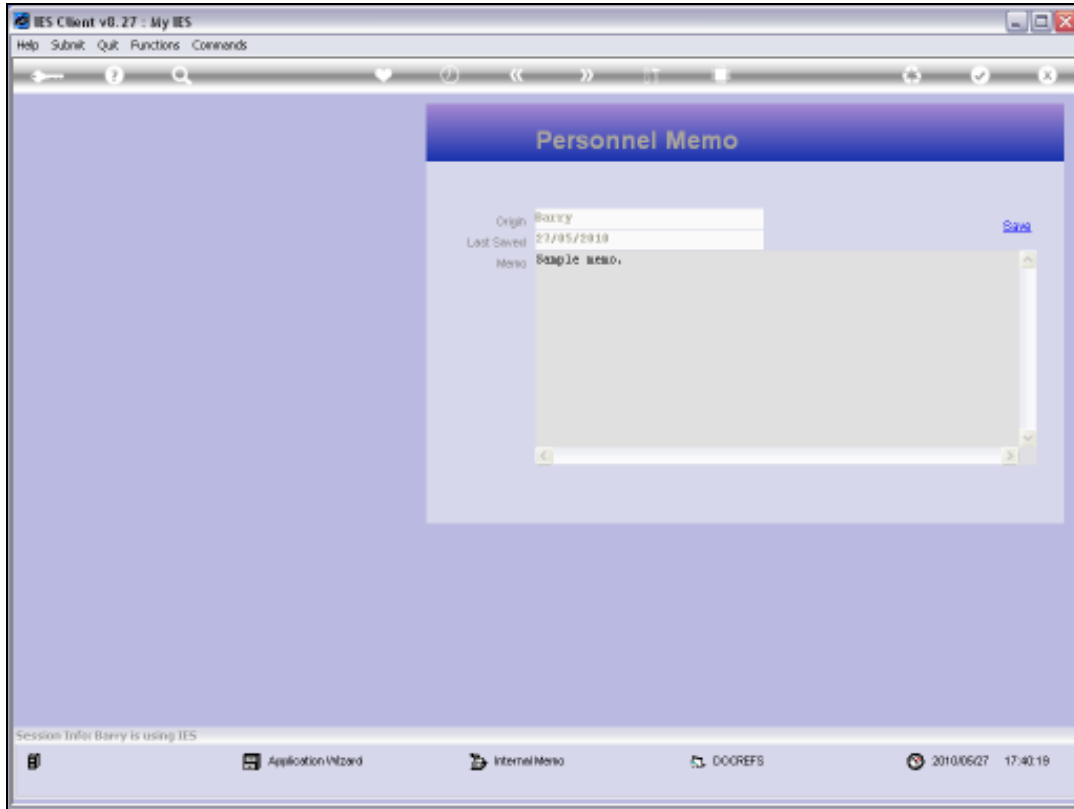 IES Client v8.27 : My IES
Help Submit Quit Functions Commands
Personnel Memo
Origin Barry
Save
Last Saved 27/05/2010
Memo Sample memo.
Session Info: Barry is using IES
Application Wizard Internal Memo DOCREFS 2010/05/27 17:40:19